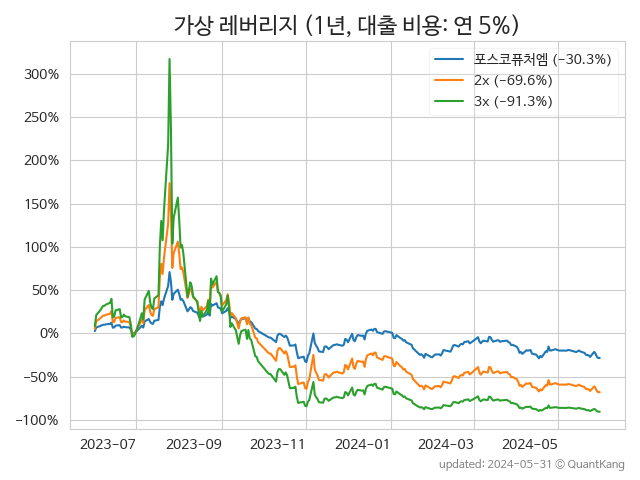 가상 레버리지 (1년, 대출 비용: 연 5%)
포스코퓨처엠 (−30.3%)
2x (−69.6%)
3x (−91.3%)
300%
250%
200%
150%
100%
50%
0%
−50%
−100%
2023-07 2023-09 2023-11 2024-01 2024-03 2024-05
updated: 2024-05-31 © QuantKang